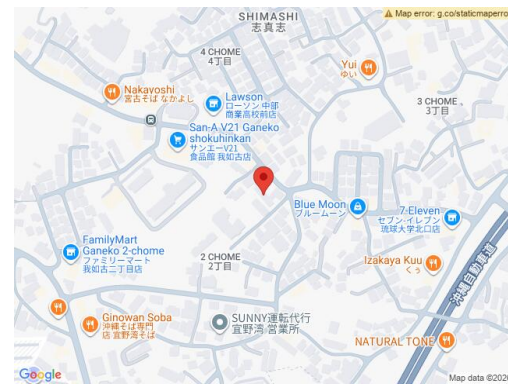 SHIMASHI
志真志
⚠ Map error: g.co/staticmaperro
4 CHOME
4丁目
Yui
ゆい
Nakayoshi
宮古そば なかよし
Lawson
ローソン 中部
商業高校前店
3 CHOME
3丁目
San-A V21 Ganeko
shokuhinkan
サンエーV21
食品館 我如古店
Blue Moon
ブルームーン
7-Eleven
セブン-イレブン
琉球大学北口店
FamilyMart
Ganeko 2-chome
ファミリーマート
我如古二丁目店
2 CHOME
2丁目
Izakaya Kuu
くぅ
沖縄自動車道
Ginowan Soba
沖縄そば専門
店 宜野湾そば
SUNNY運転代行
宜野湾 営業所
NATURAL TONE
Google
Map data ©2026